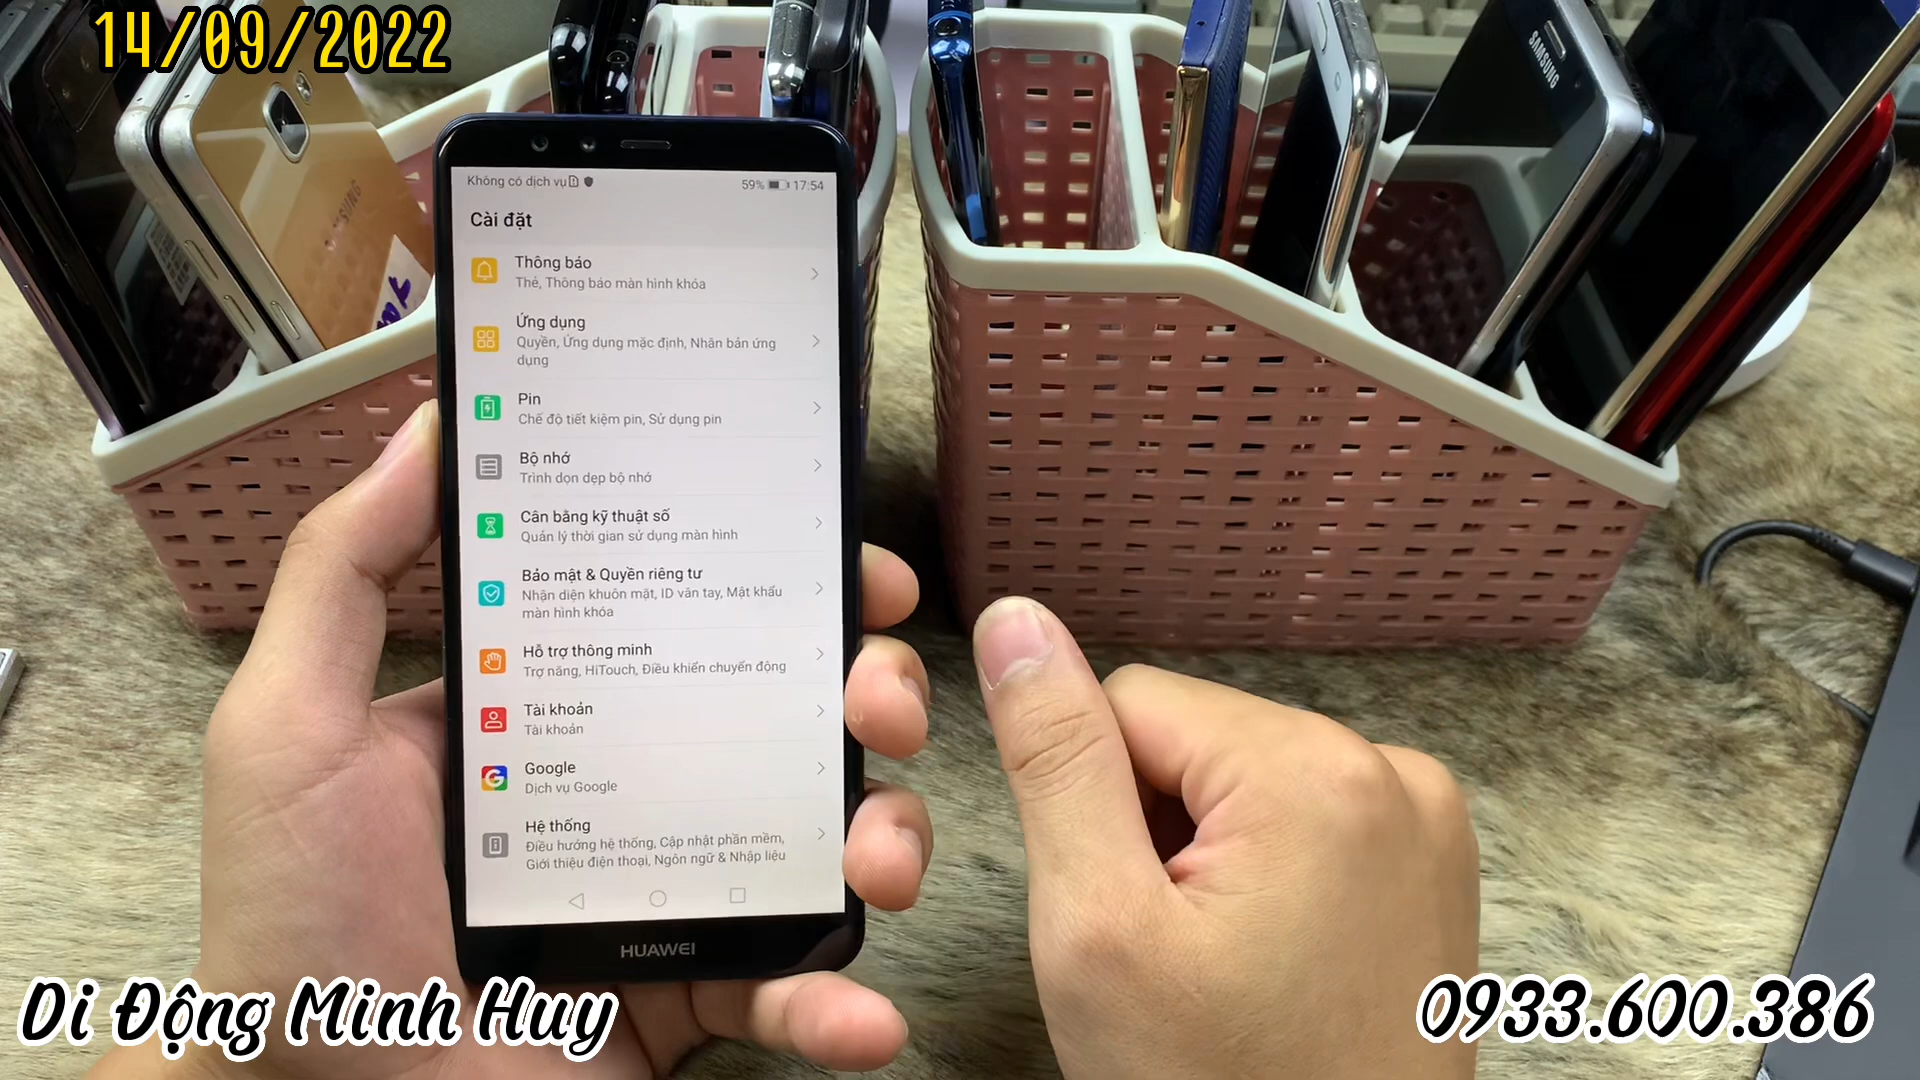 14/09/2022
SAMSUNG
SAMSUNG
Không có dịch vụ
59% 17:54
Cài đặt
Thông báo
Thẻ, Thông báo màn hình khóa
Ứng dụng
Quyền, Ứng dụng mặc định, Nhân bản ứng
dụng
Pin
Chế độ tiết kiệm pin, Sử dụng pin
Bộ nhớ
Trình dọn dẹp bộ nhớ
Cân bằng kỹ thuật số
Quản lý thời gian sử dụng màn hình
Bảo mật & Quyền riêng tư
Nhận diện khuôn mặt, ID vân tay, Mật khẩu
màn hình khóa
Hỗ trợ thông minh
Trợ năng, HiTouch, Điều khiển chuyển động
Tài khoản
Tài khoản
Google
Dịch vụ Google
Hệ thống
Điều hướng hệ thống, Cập nhật phần mềm,
Giới thiệu điện thoại, Ngôn ngữ & Nhập liệu
HUAWEI
Di Động Minh Huy
0933.600.386